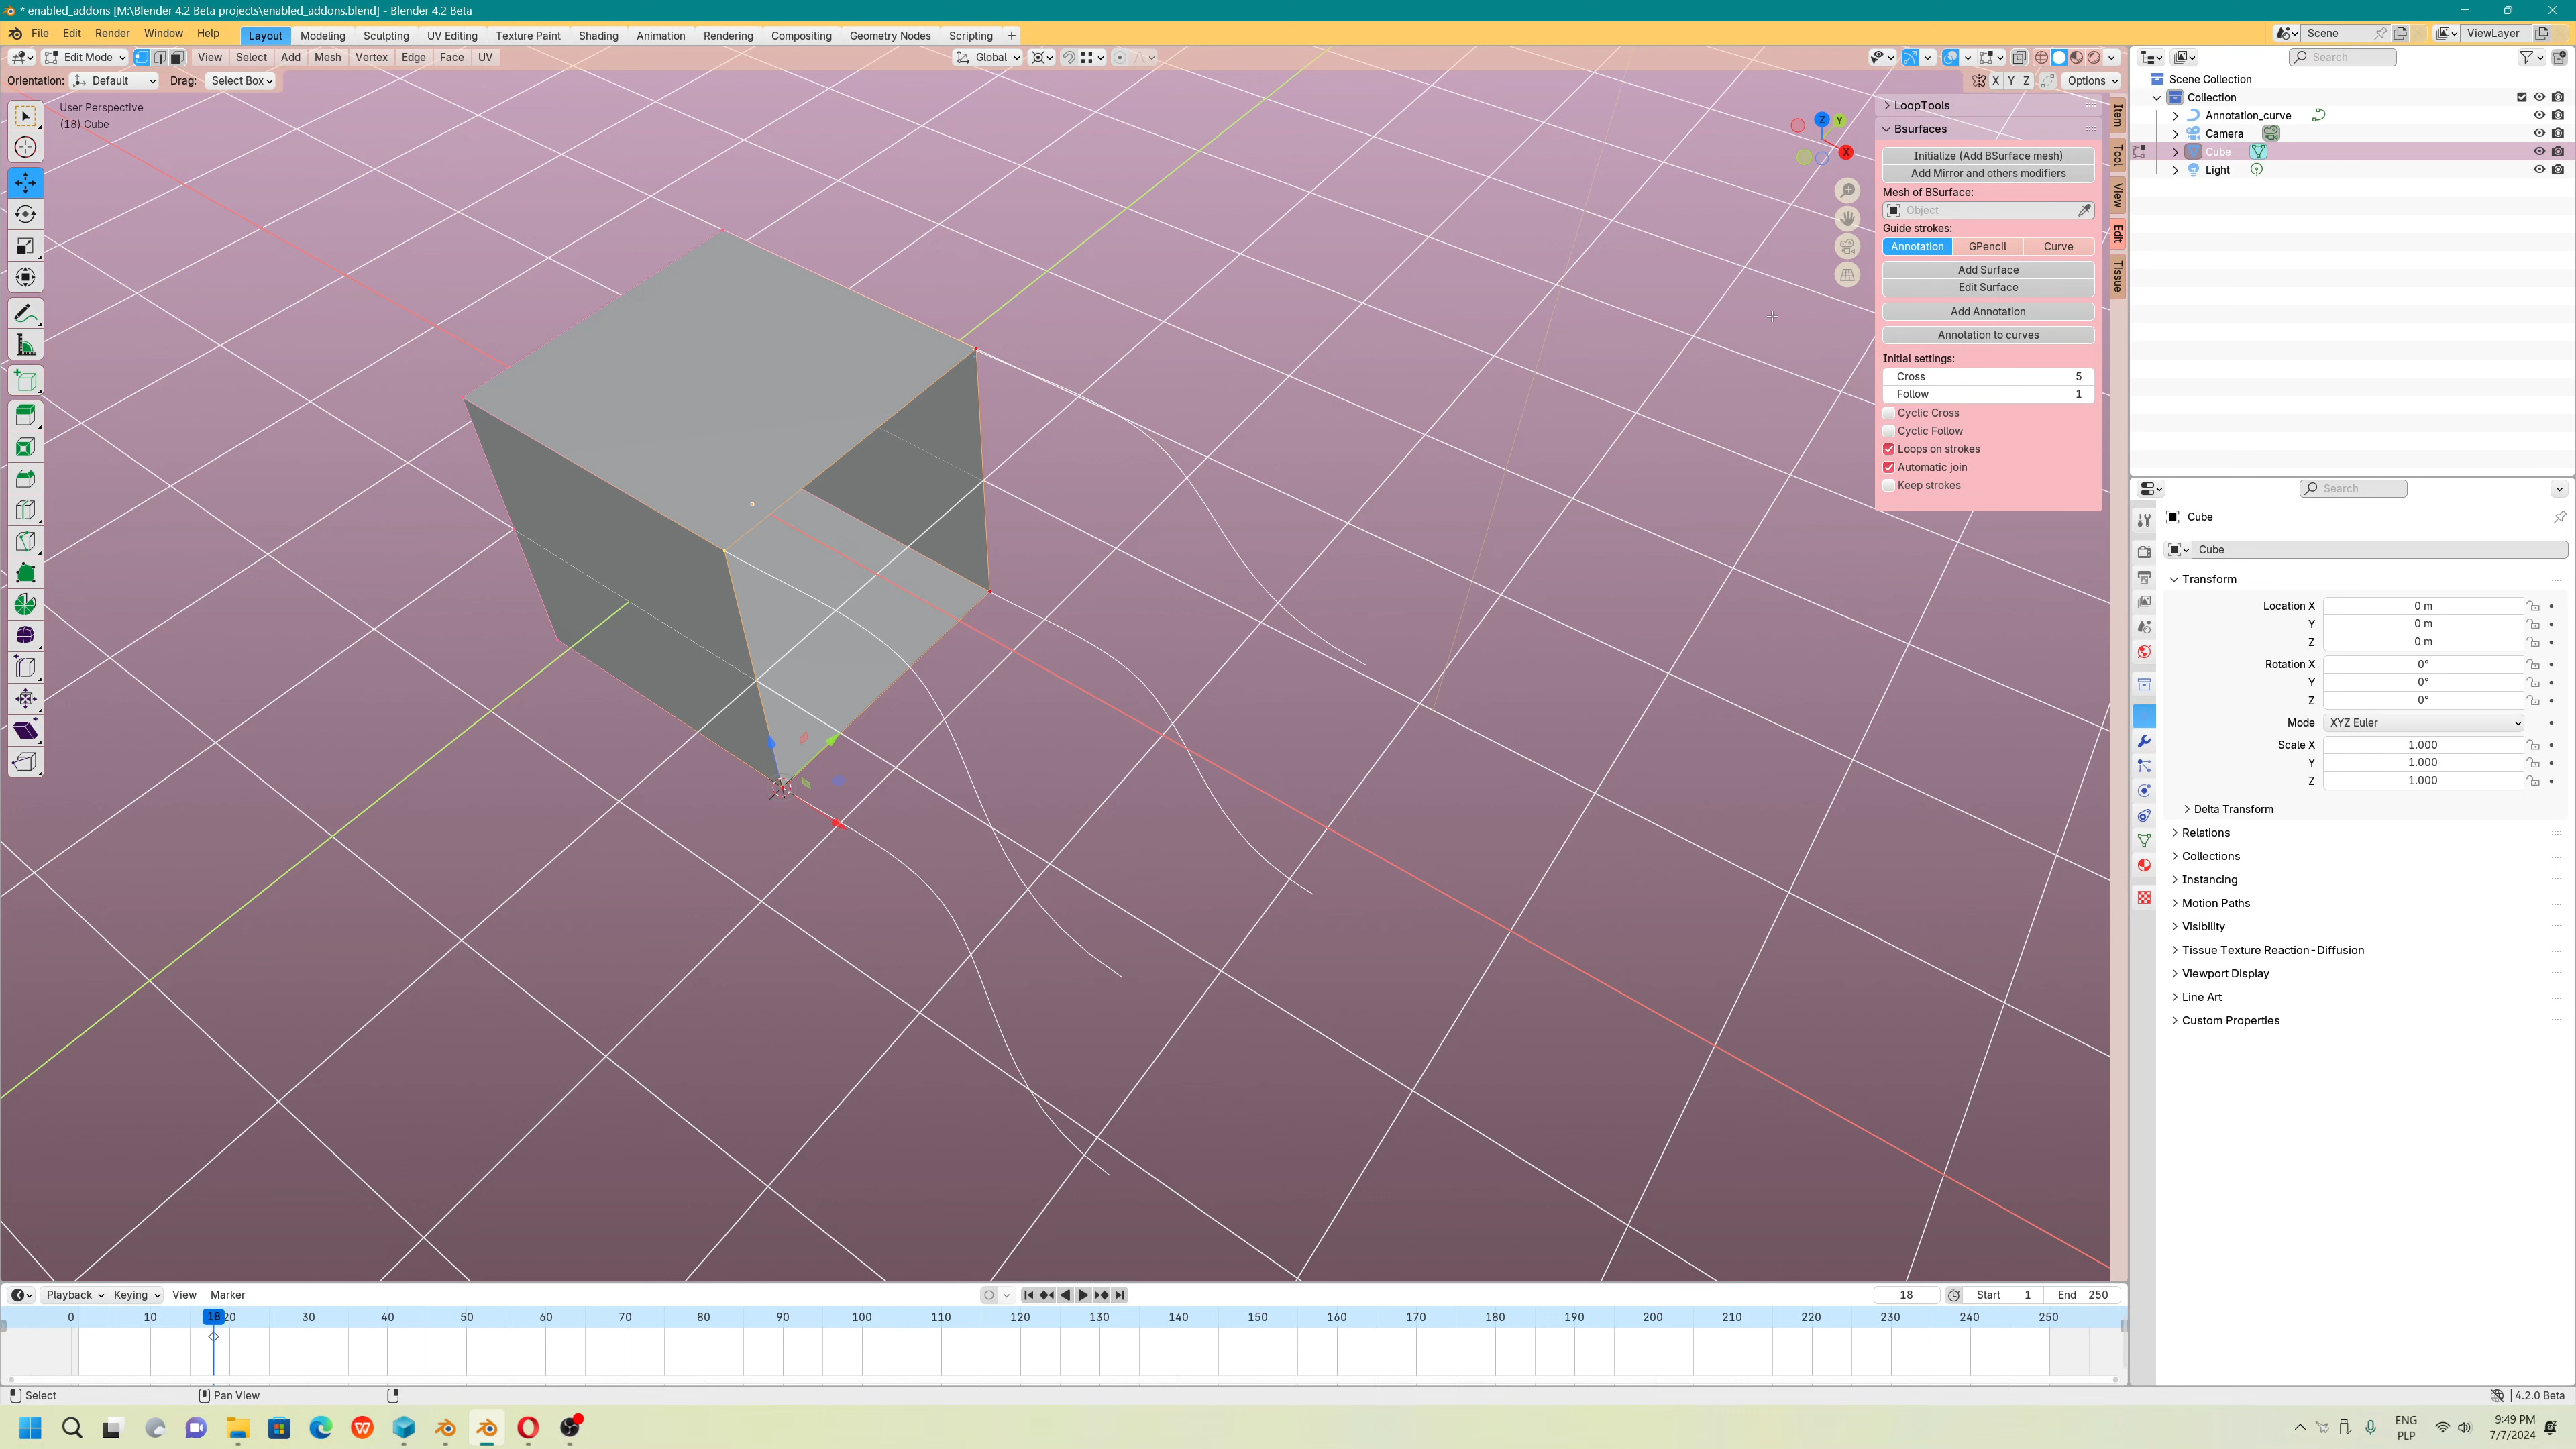 * enabled_addons [M:\Blender 4.2 Beta projects\enabled_addons.blend] - Blender 4.2 Beta
File Edit Render Window Help Layout Modeling Sculpting UV Editing Texture Paint Shading Animation Rendering Compositing Geometry Nodes Scripting + Scene ViewLayer
Edit Mode View Select Add Mesh Vertex Edge Face UV Global Search
Orientation: Default Drag: Select Box X Y Z Options
User Perspective
(18) Cube
Z Y X
LoopTools
Bsurfaces
Initialize (Add BSurface mesh)
Add Mirror and others modifiers
Mesh of BSurface:
Object
Guide strokes:
Annotation GPencil Curve
Add Surface
Edit Surface
Add Annotation
Annotation to curves
Initial settings:
Cross 5
Follow 1
Cyclic Cross
Cyclic Follow
Loops on strokes
Automatic join
Keep strokes
Item
Tool
View
Edit
Tissue
Scene Collection
Collection
Annotation_curve
Camera
Cube
Light
Search
Cube
Cube
Transform
Location X 0 m
Y 0 m
Z 0 m
Rotation X 0°
Y 0°
Z 0°
Mode XYZ Euler
Scale X 1.000
Y 1.000
Z 1.000
Delta Transform
Relations
Collections
Instancing
Motion Paths
Visibility
Tissue Texture Reaction-Diffusion
Viewport Display
Line Art
Custom Properties
Playback Keying View Marker 18 Start 1 End 250
0 10 18 20 30 40 50 60 70 80 90 100 110 120 130 140 150 160 170 180 190 200 210 220 230 240 250
Select Pan View 4.2.0 Beta
ENG
PLP
9:49 PM
7/7/2024